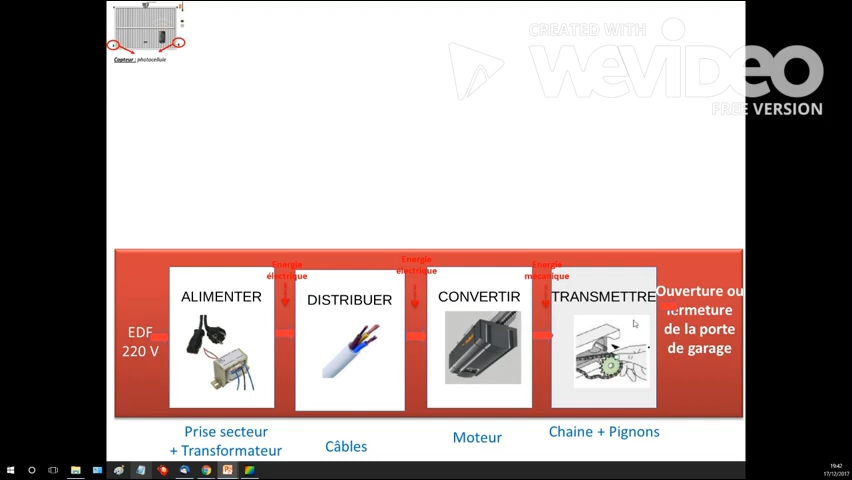 CREATED WITH
WeVideo
FREE VERSION
Capteur : photocellule
Energie
électrique
Energie
électrique
Energie
mécanique
ALIMENTER
DISTRIBUER
CONVERTIR
TRANSMETTRE
EDF
220 V
Ouverture ou
fermeture
de la porte
de garage
Prise secteur
+ Transformateur
Câbles
Moteur
Chaine + Pignons
19:42
17/12/2017